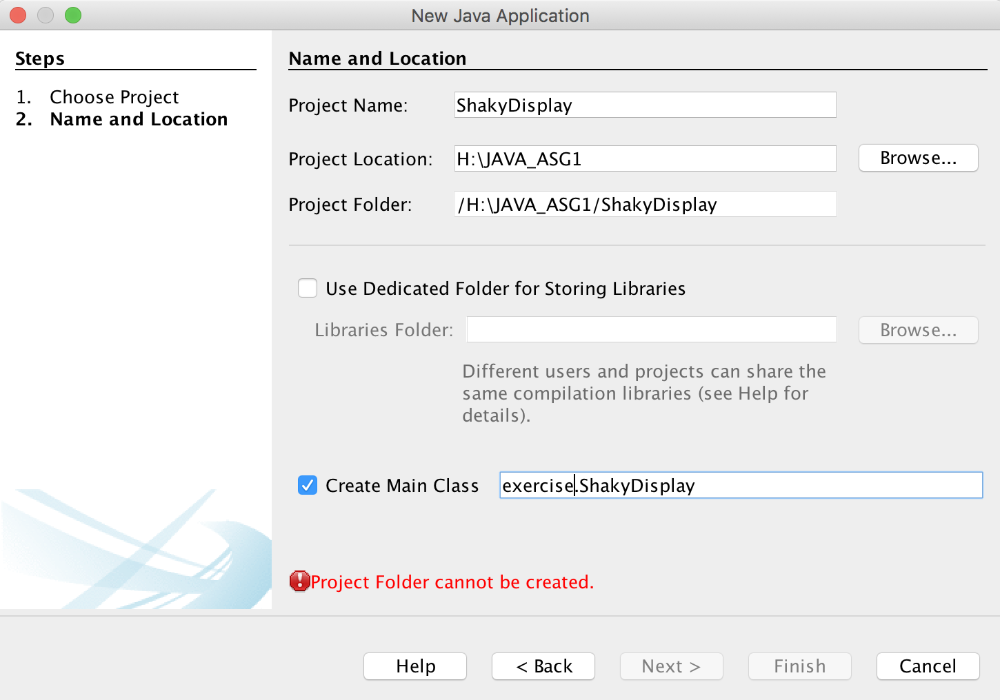 New Java Application
Steps
1. Choose Project
2. Name and Location
Name and Location
Project Name: ShakyDisplay
Project Location: H:\JAVA_ASG1 Browse...
Project Folder: /H:\JAVA_ASG1/ShakyDisplay
Use Dedicated Folder for Storing Libraries
Libraries Folder: Browse...
Different users and projects can share the
same compilation libraries (see Help for
details).
Create Main Class exercise.ShakyDisplay
Project Folder cannot be created.
Help < Back Next > Finish Cancel